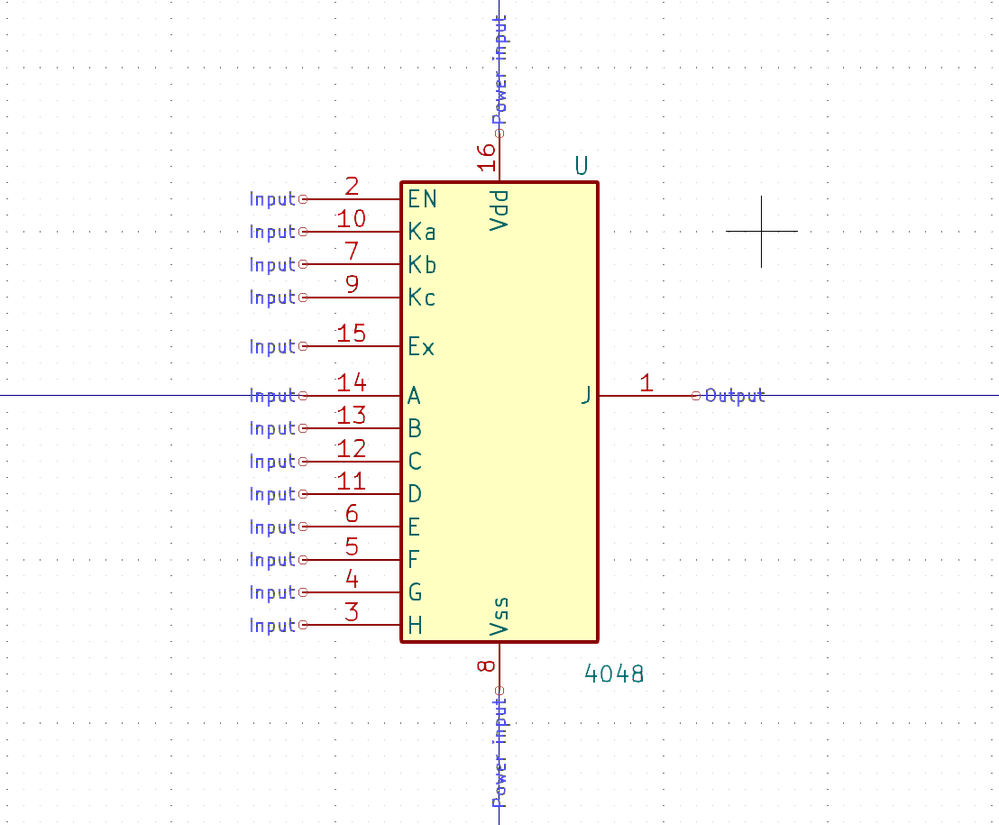 Power input
16
U
Vdd
Input 2 EN
Input 10 Ka
Input 7 Kb
Input 9 Kc
Input 15 Ex
Input 14 A J 1 Output
Input 13 B
Input 12 C
Input 11 D
Input 6 E
Input 5 F
Input 4 G
Input 3 H
Vss
8
4048
Power input